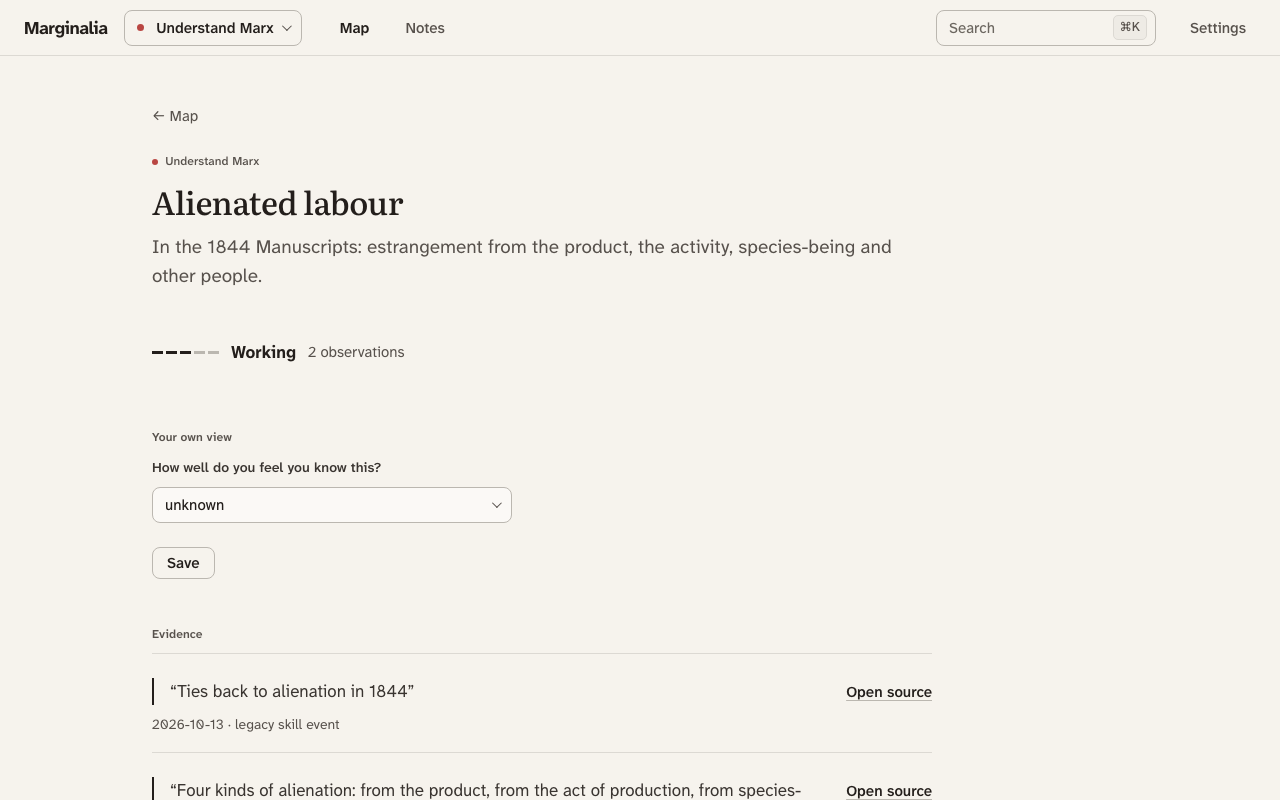 Marginalia
Understand Marx
Map
Notes
Search
⌘K
Settings
← Map
Understand Marx
Alienated labour
In the 1844 Manuscripts: estrangement from the product, the activity, species-being and
other people.
Working
2 observations
Your own view
How well do you feel you know this?
unknown
Save
Evidence
“Ties back to alienation in 1844”
Open source
2026-10-13 · legacy skill event
“Four kinds of alienation: from the product, from the act of production, from species-
Open source